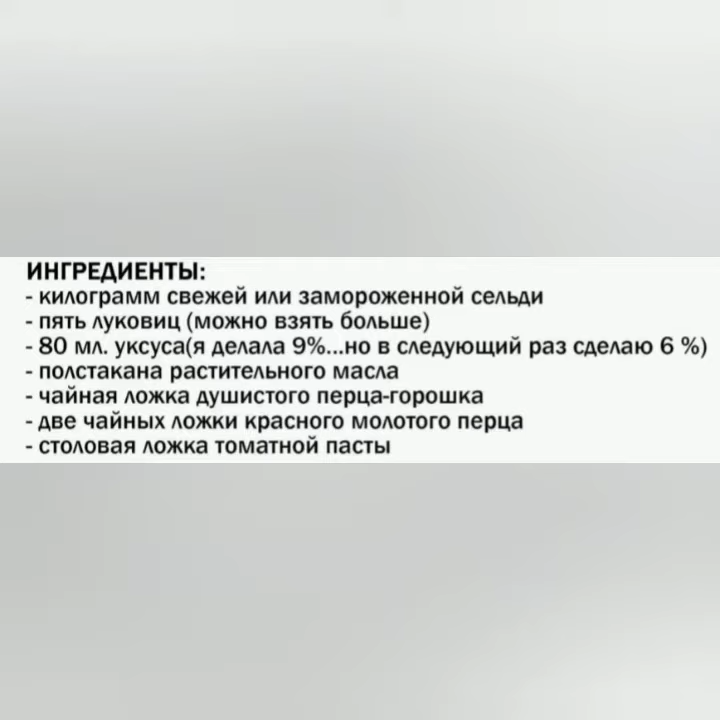 ИНГРЕДИЕНТЫ:
- килограмм свежей или замороженной сельди
- пять луковиц (можно взять больше)
- 80 мл. уксуса(я делала 9%...но в следующий раз сделаю 6 %)
- полстакана растительного масла
- чайная ложка душистого перца-горошка
- две чайных ложки красного молотого перца
- столовая ложка томатной пасты